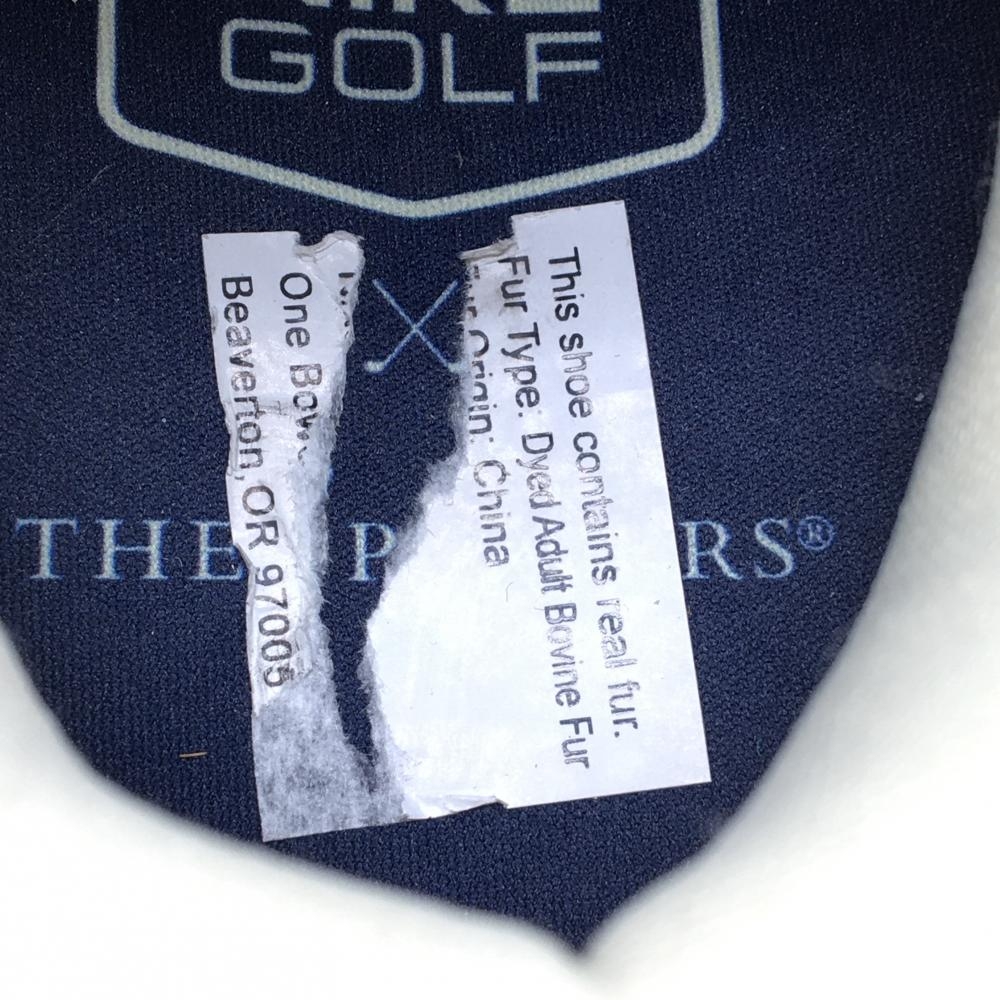 GOLF
THE P RS®
This shoe contains real fur.
Fur Type: Dyed Adult Bovine Fur
Origin: China
One
Beaverton, OR 97005